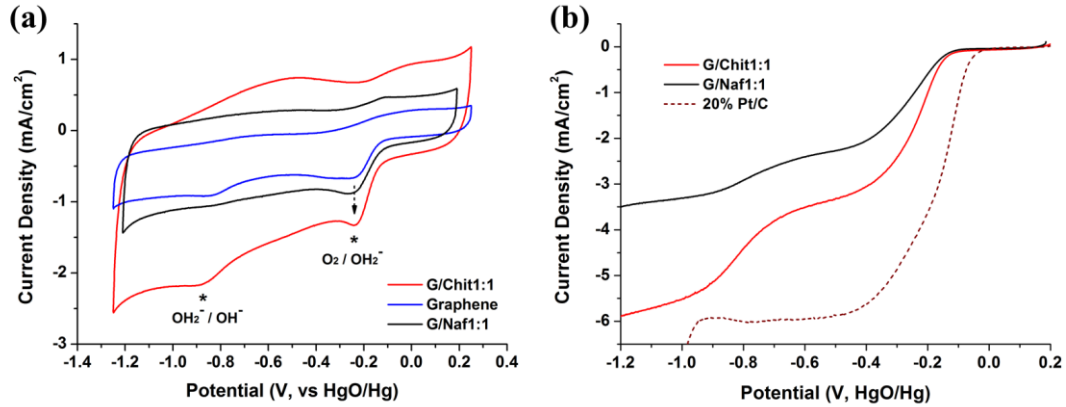 (a)
Current Density (mA/cm²)
1
0
-1
-2
-3
* O₂ / OH₂⁻
* OH₂⁻ / OH⁻
G/Chit1:1
Graphene
G/Naf1:1
-1.2 -1.0 -0.8 -0.6 -0.4 -0.2 0.0 0.2 0.4
Potential (V, vs HgO/Hg)
(b)
Current Density (mA/cm²)
0
-1
-2
-3
-4
-5
-6
G/Chit1:1
G/Naf1:1
20% Pt/C
-1.2 -1.0 -0.8 -0.6 -0.4 -0.2 0.0 0.2
Potential (V, HgO/Hg)